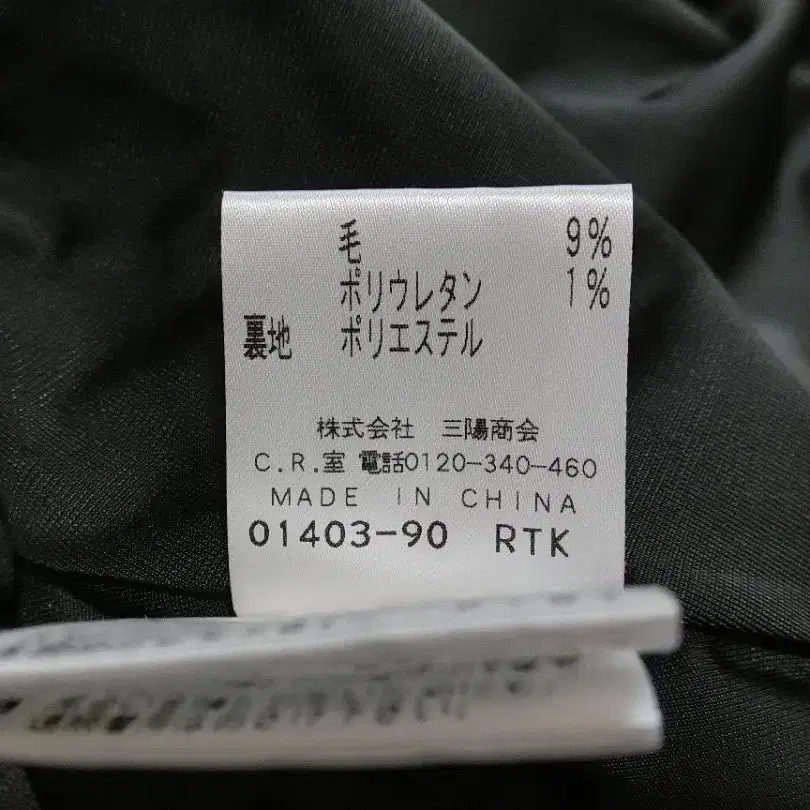 毛 9%
ポリウレタン 1%
裏地 ポリエステル
株式会社 三陽商会
C.R.室 電話0120-340-460
MADE IN CHINA
01403-90 RTK